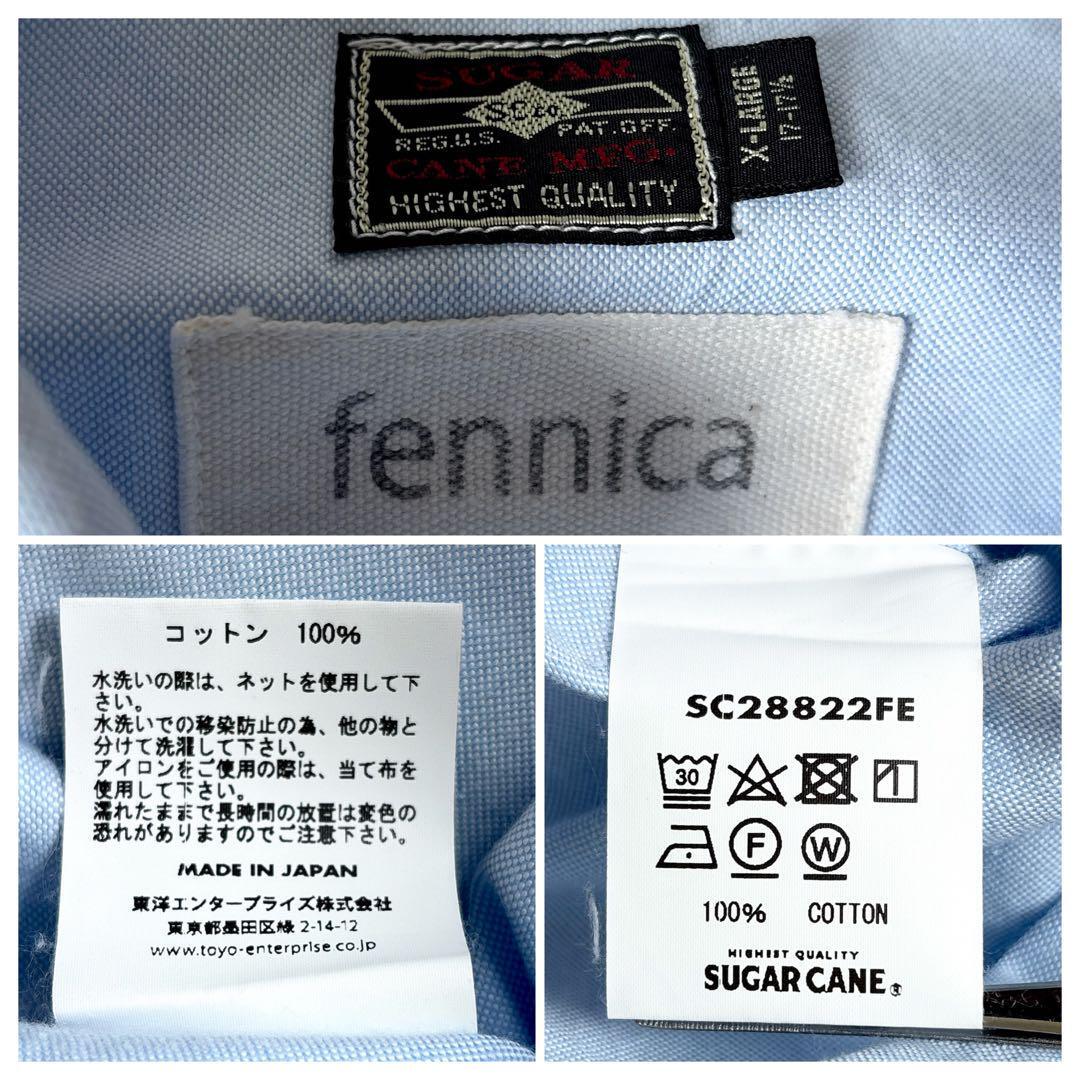 SUGAR
REG.U.S. PAT.OFF.
CANE MFG.
HIGHEST QUALITY
X-LARGE
17-17½
fennica
コットン 100%
水洗いの際は、ネットを使用して下
さい。
水洗いでの移染防止の為、他の物と
分けて洗濯して下さい。
アイロンをご使用の際は、当て布を
使用して下さい。
濡れたままで長時間の放置は変色の
恐れがありますのでご注意下さい。
MADE IN JAPAN
東洋エンタープライズ株式会社
東京都墨田区緑 2-14-12
www.toyo-enterprise.co.jp
SC28822FE
30
F W
100% COTTON
HIGHEST QUALITY
SUGAR CANE®